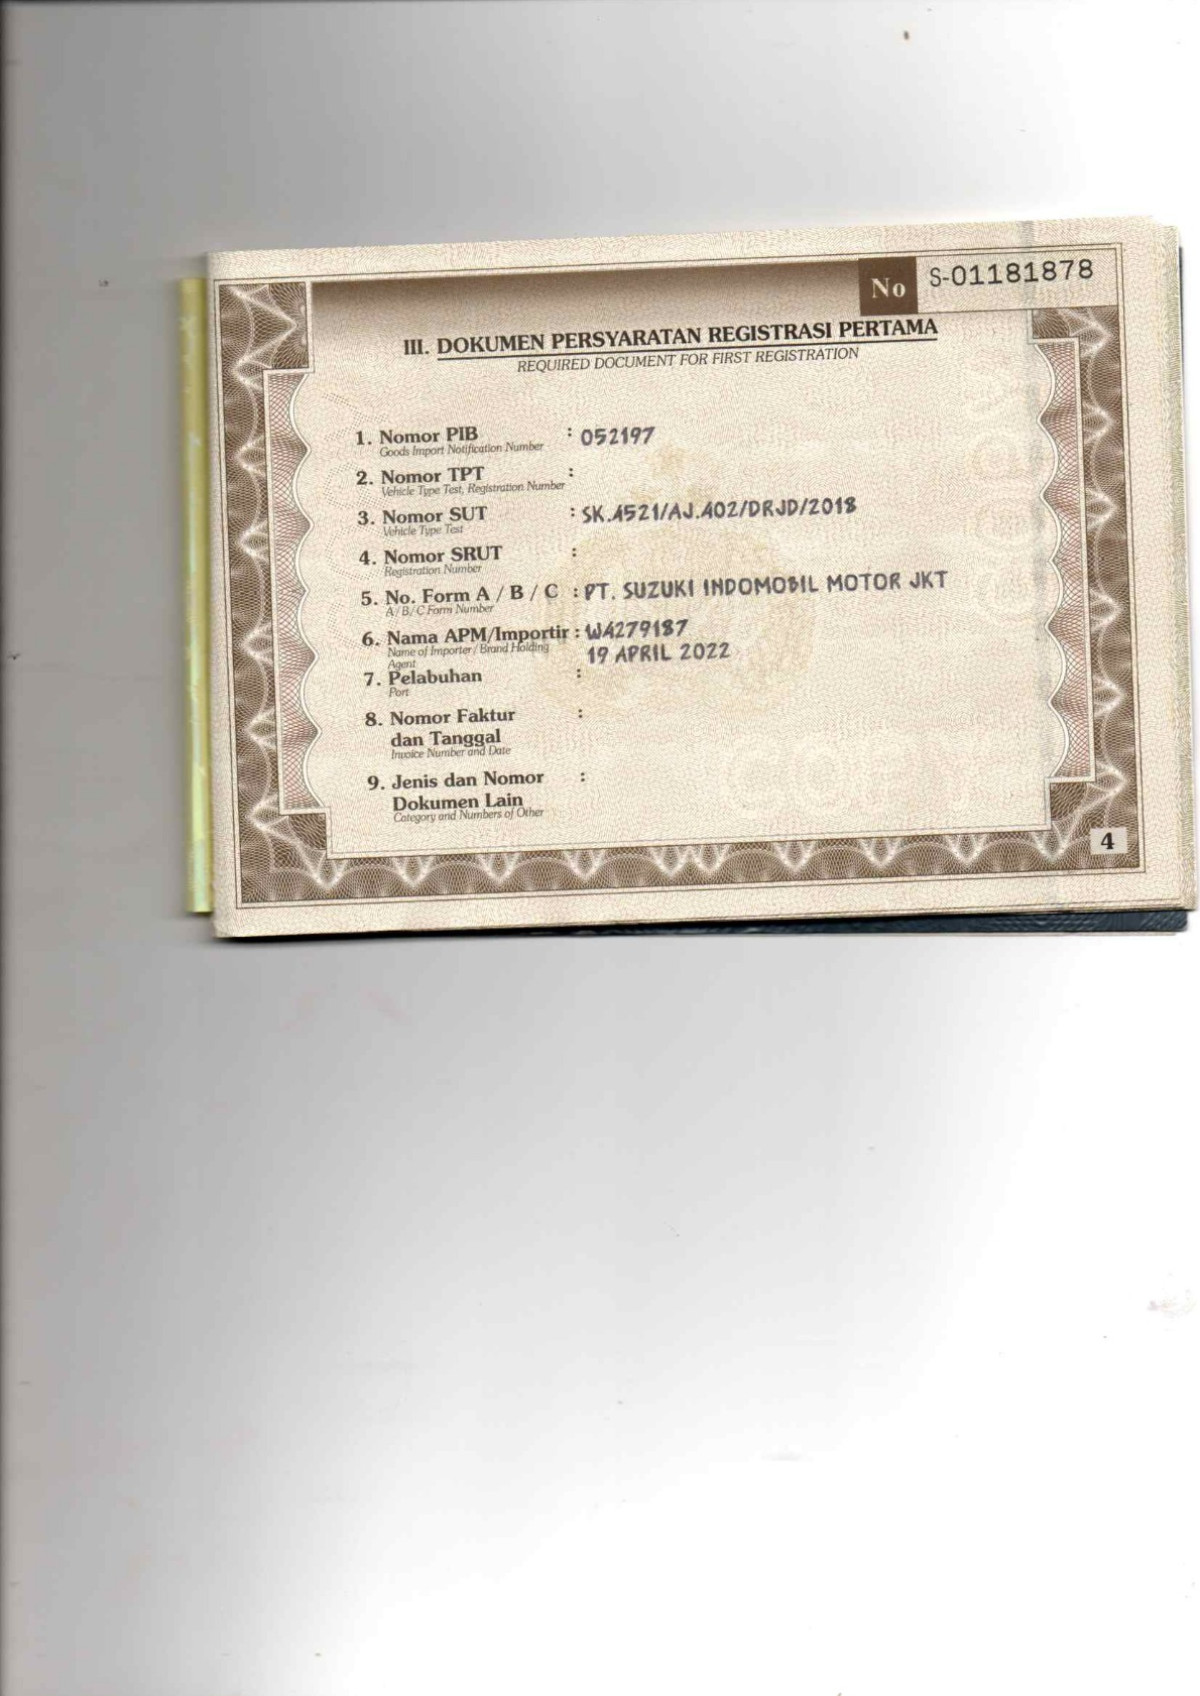 No S-01181878
III. DOKUMEN PERSYARATAN REGISTRASI PERTAMA
REQUIRED DOCUMENT FOR FIRST REGISTRATION
1. Nomor PIB : 052197
Goods Import Notification Number
2. Nomor TPT :
Vehicle Type Test, Registration Number
3. Nomor SUT : SK.4521/AJ.402/DRJD/2018
Vehicle Type Test
4. Nomor SRUT :
Registration Number
5. No. Form A / B / C : PT. SUZUKI INDOMOBIL MOTOR JKT
A / B / C Form Number
6. Nama APM/Importir : W4279187
Name of Importer / Brand Holding 19 APRIL 2022
Agent
7. Pelabuhan :
Port
8. Nomor Faktur :
dan Tanggal
Invoice Number and Date
9. Jenis dan Nomor :
Dokumen Lain
Category and Numbers of Other
4